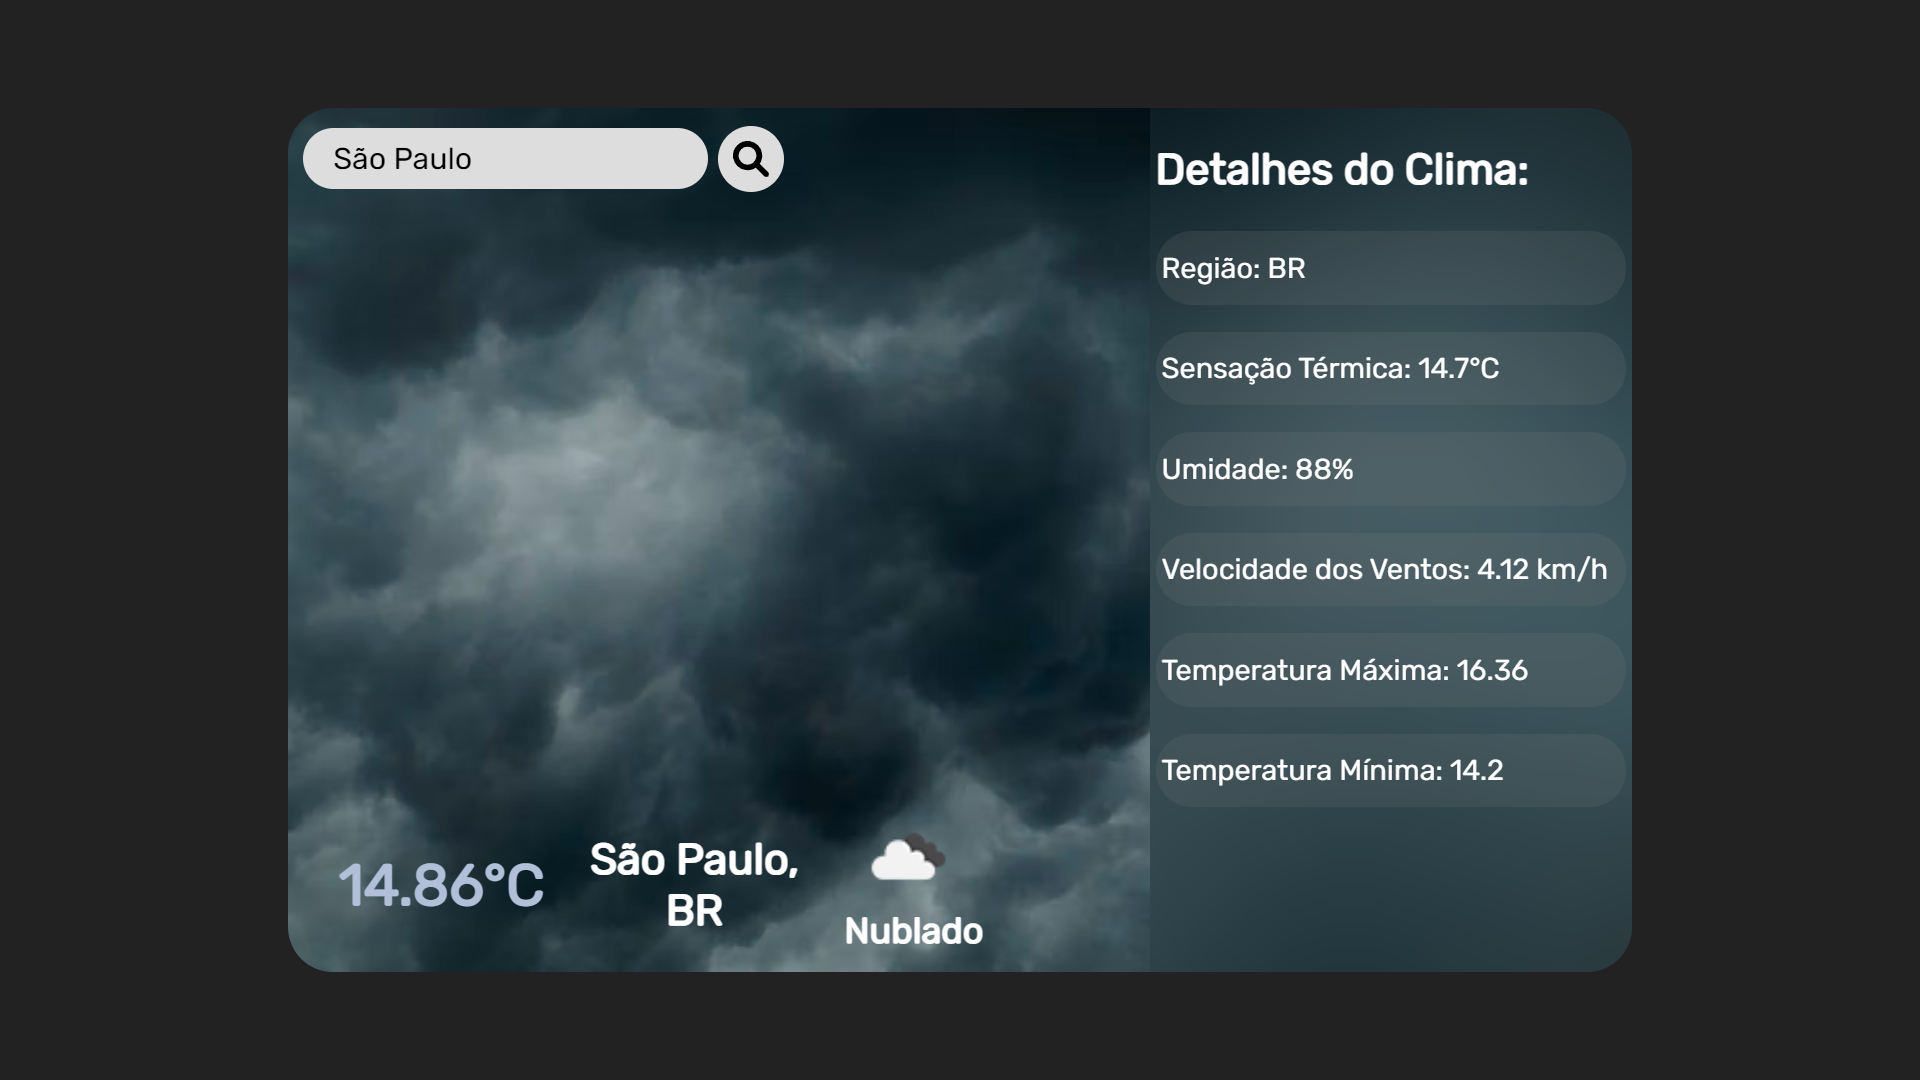 São Paulo
Detalhes do Clima:
Região: BR
Sensação Térmica: 14.7°C
Umidade: 88%
Velocidade dos Ventos: 4.12 km/h
Temperatura Máxima: 16.36
Temperatura Mínima: 14.2
14.86°C
São Paulo,
BR
Nublado